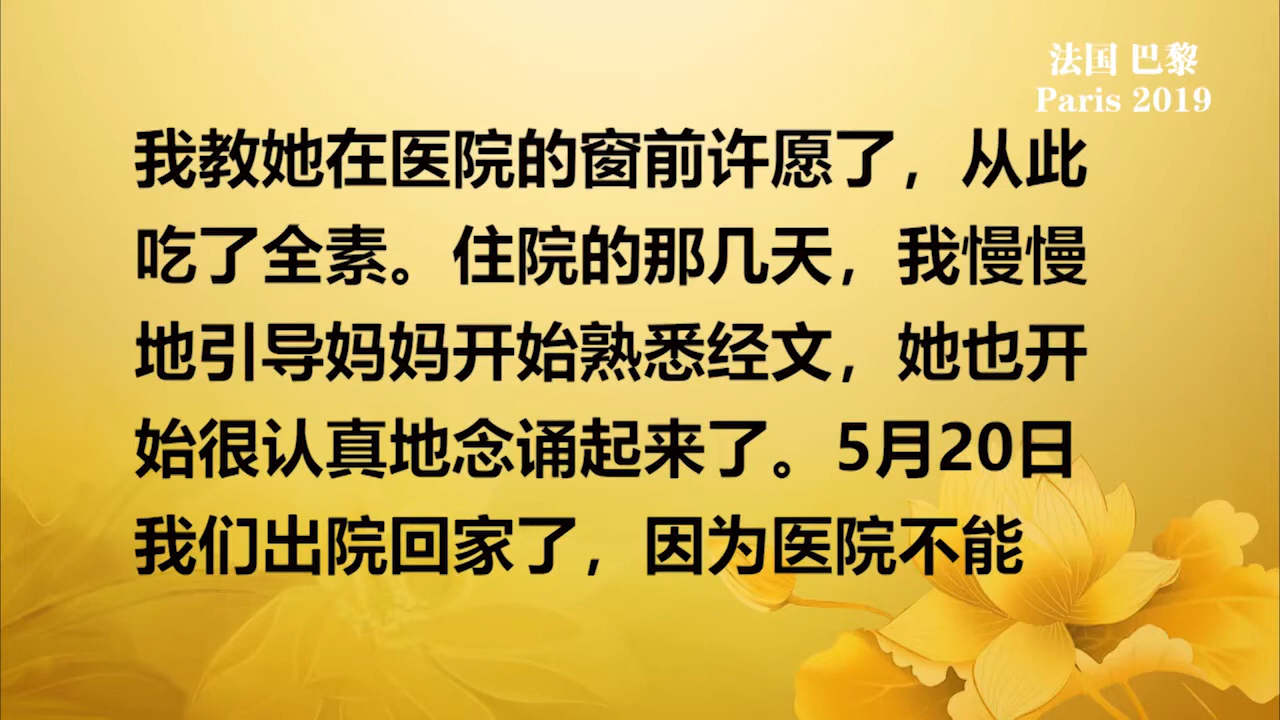 法国 巴黎
Paris 2019
我教她在医院的窗前许愿了，从此
吃了全素。住院的那几天，我慢慢
地引导妈妈开始熟悉经文，她也开
始很认真地念诵起来了。5月20日
我们出院回家了，因为医院不能